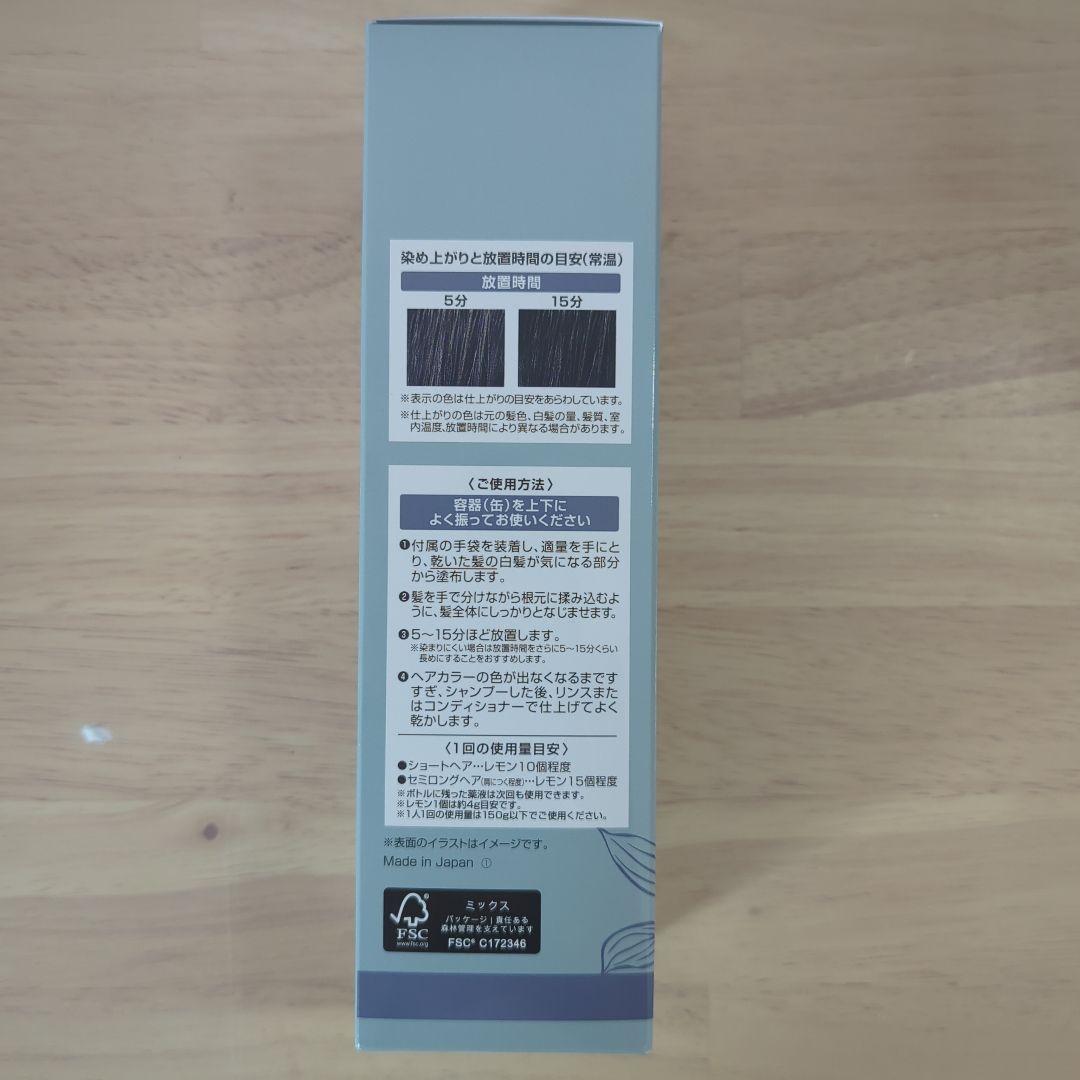 染め上がりと放置時間の目安(常温)
放置時間
5分 15分
※表示の色は仕上がりの目安をあらわしています。
※仕上がりの色は元の髪色、白髪の量、髪質、室
内温度、放置時間により異なる場合があります。
〈ご使用方法〉
容器(缶)を上下に
よく振ってお使いください
❶付属の手袋を装着し、適量を手にと
り、乾いた髪の白髪が気になる部分
から塗布します。
❷髪を手で分けながら根元に揉み込むよ
うに、髪全体にしっかりとなじませます。
❸5〜15分ほど放置します。
※染まりにくい場合は放置時間をさらに5〜15分くらい
長めにすることをおすすめします。
❹ヘアカラーの色が出なくなるまです
すぎ、シャンプーした後、リンスまた
はコンディショナーで仕上げてよく
乾かします。
〈1回の使用量目安〉
●ショートヘア…レモン10個程度
●セミロングヘア(肩につく程度)…レモン15個程度
※ボトルに残った薬液は次回も使用できます。
※レモン1個は約4g目安です。
※1人1回の使用量は150g以下でご使用ください。
※表面のイラストはイメージです。
Made in Japan ①
ミックス
パッケージ|責任ある
森林管理を支えています
FSC® C172346
FSC
www.fsc.org